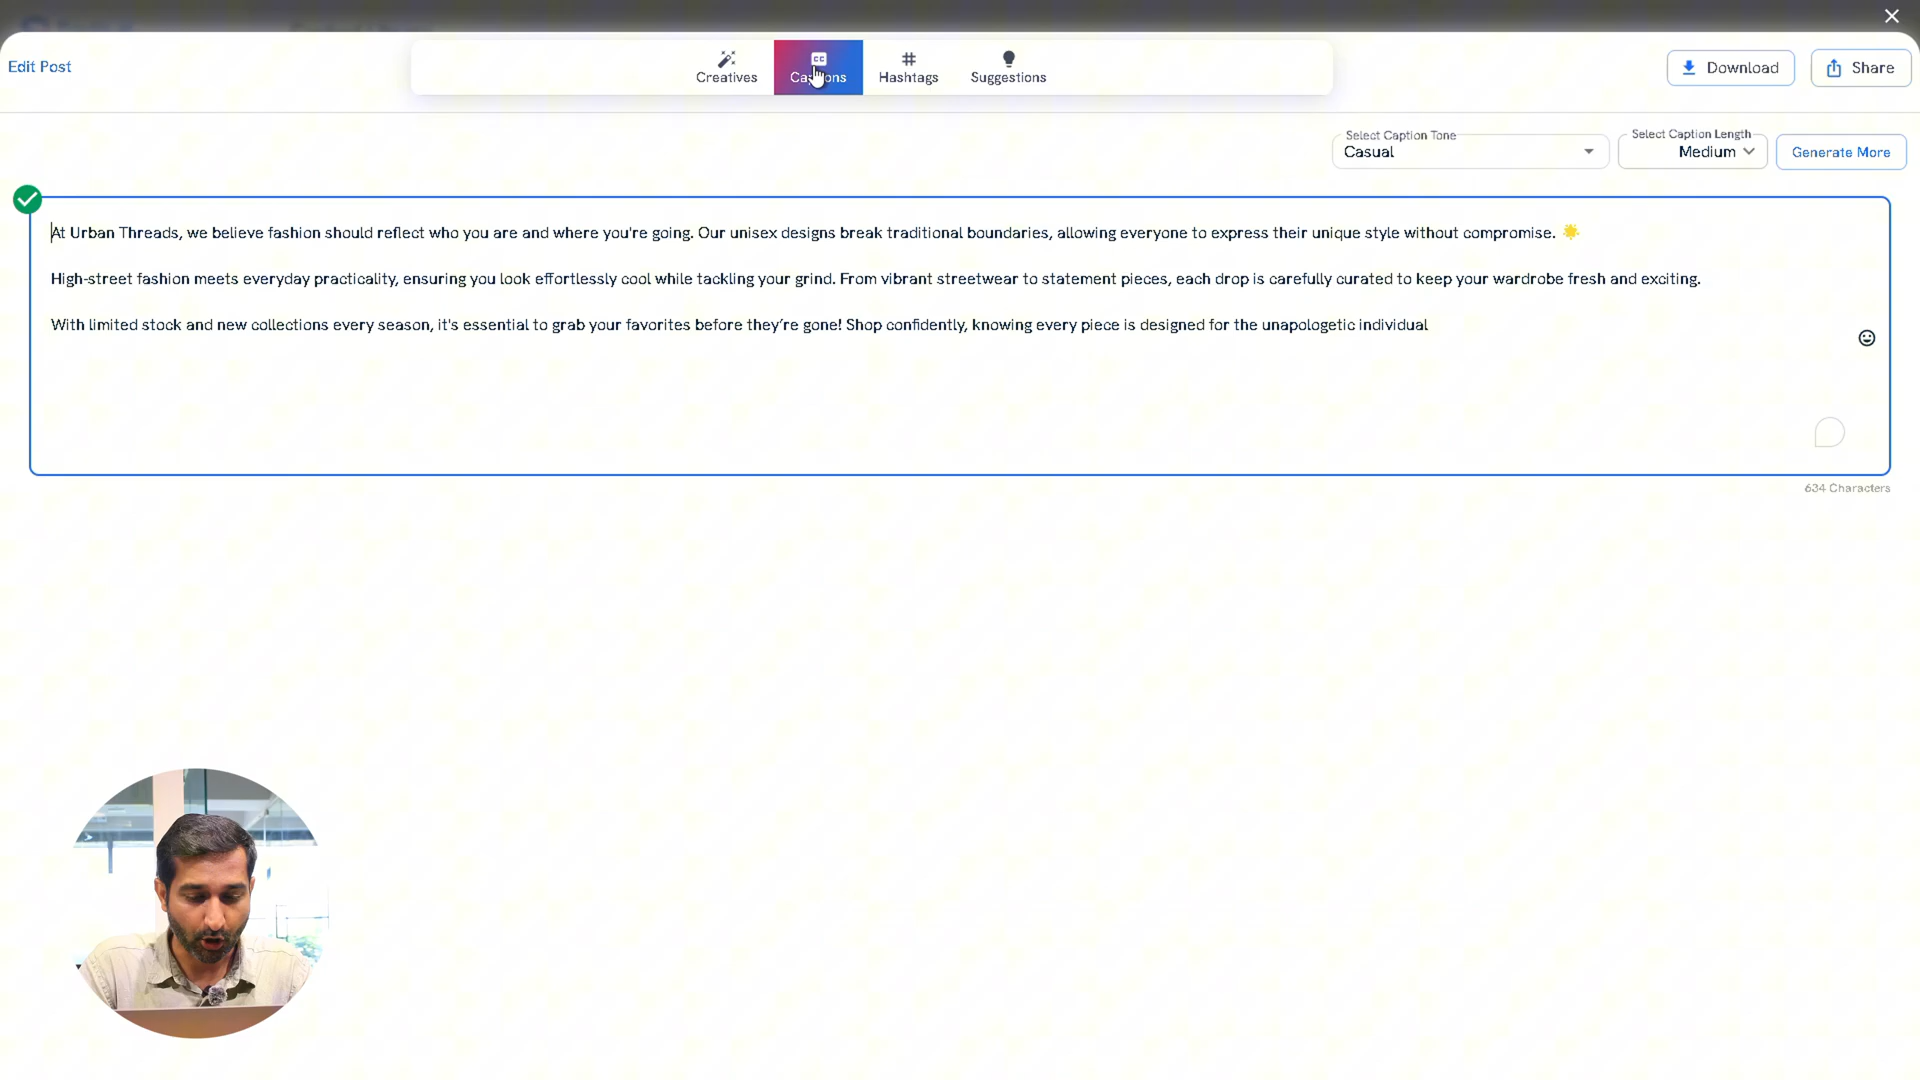 Edit Post
Creatives
Captions
Hashtags
Suggestions
Download
Share
Select Caption Tone
Casual
Select Caption Length
Medium
Generate More
At Urban Threads, we believe fashion should reflect who you are and where you're going. Our unisex designs break traditional boundaries, allowing everyone to express their unique style without compromise. 🌟
High-street fashion meets everyday practicality, ensuring you look effortlessly cool while tackling your grind. From vibrant streetwear to statement pieces, each drop is carefully curated to keep your wardrobe fresh and exciting.
With limited stock and new collections every season, it's essential to grab your favorites before they’re gone! Shop confidently, knowing every piece is designed for the unapologetic individual
634 Characters